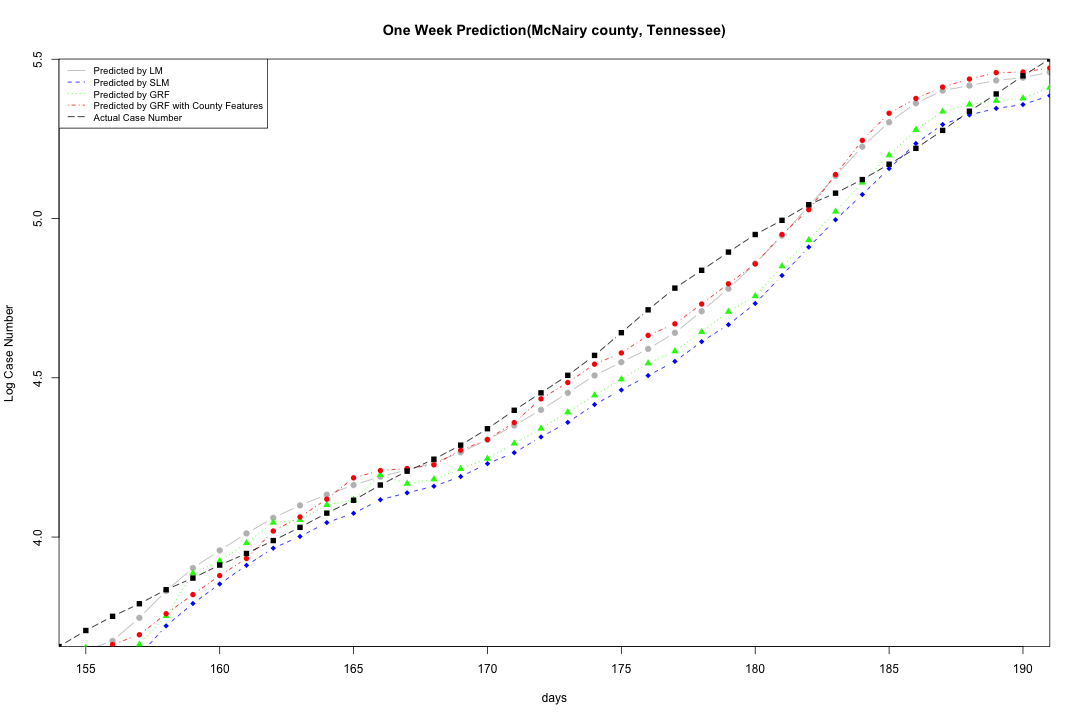 One Week Prediction(McNairy county, Tennessee)
Predicted by LM
Predicted by SLM
Predicted by GRF
Predicted by GRF with County Features
Actual Case Number
5.5
5.0
4.5
4.0
Log Case Number
155 160 165 170 175 180 185 190
days